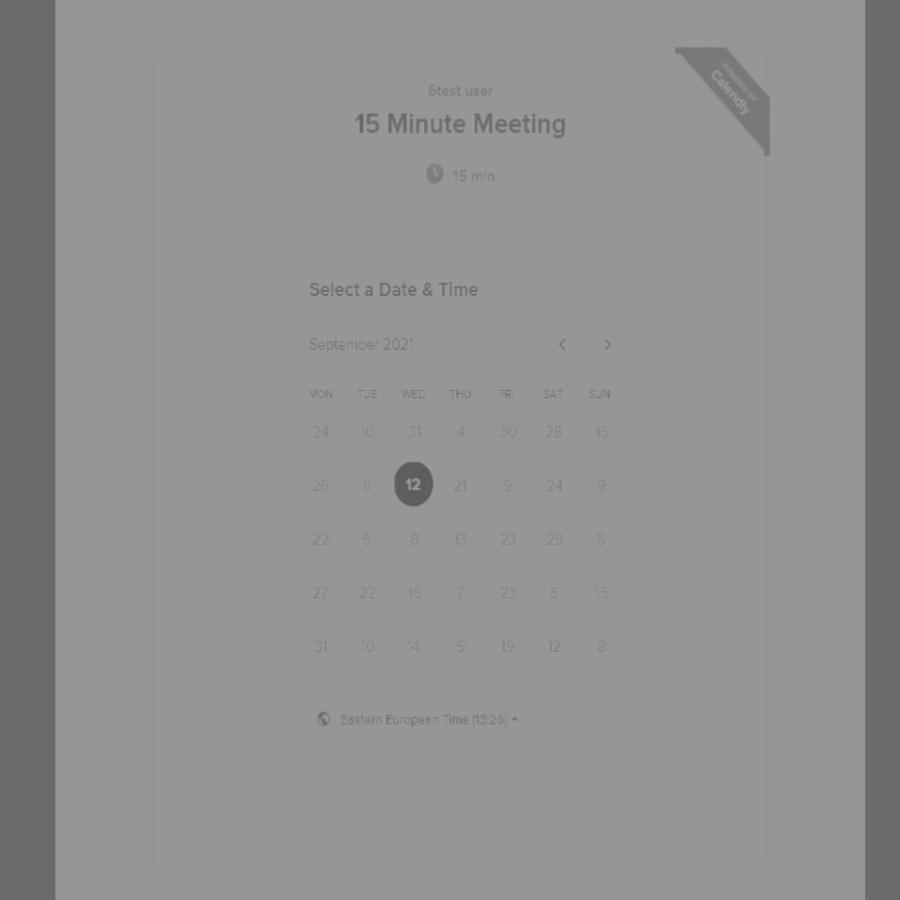 POWERED BY
Calendly
6test user
15 Minute Meeting
15 min
Select a Date & Time
September 2021
MON TUE WED THU FRI SAT SUN
24 10 31 4 30 28 15
26 6 12 21 9 24 9
22 5 8 13 23 29 5
27 22 16 7 23 6 15
31 10 14 5 19 12 8
Eastern European Time (13:26)